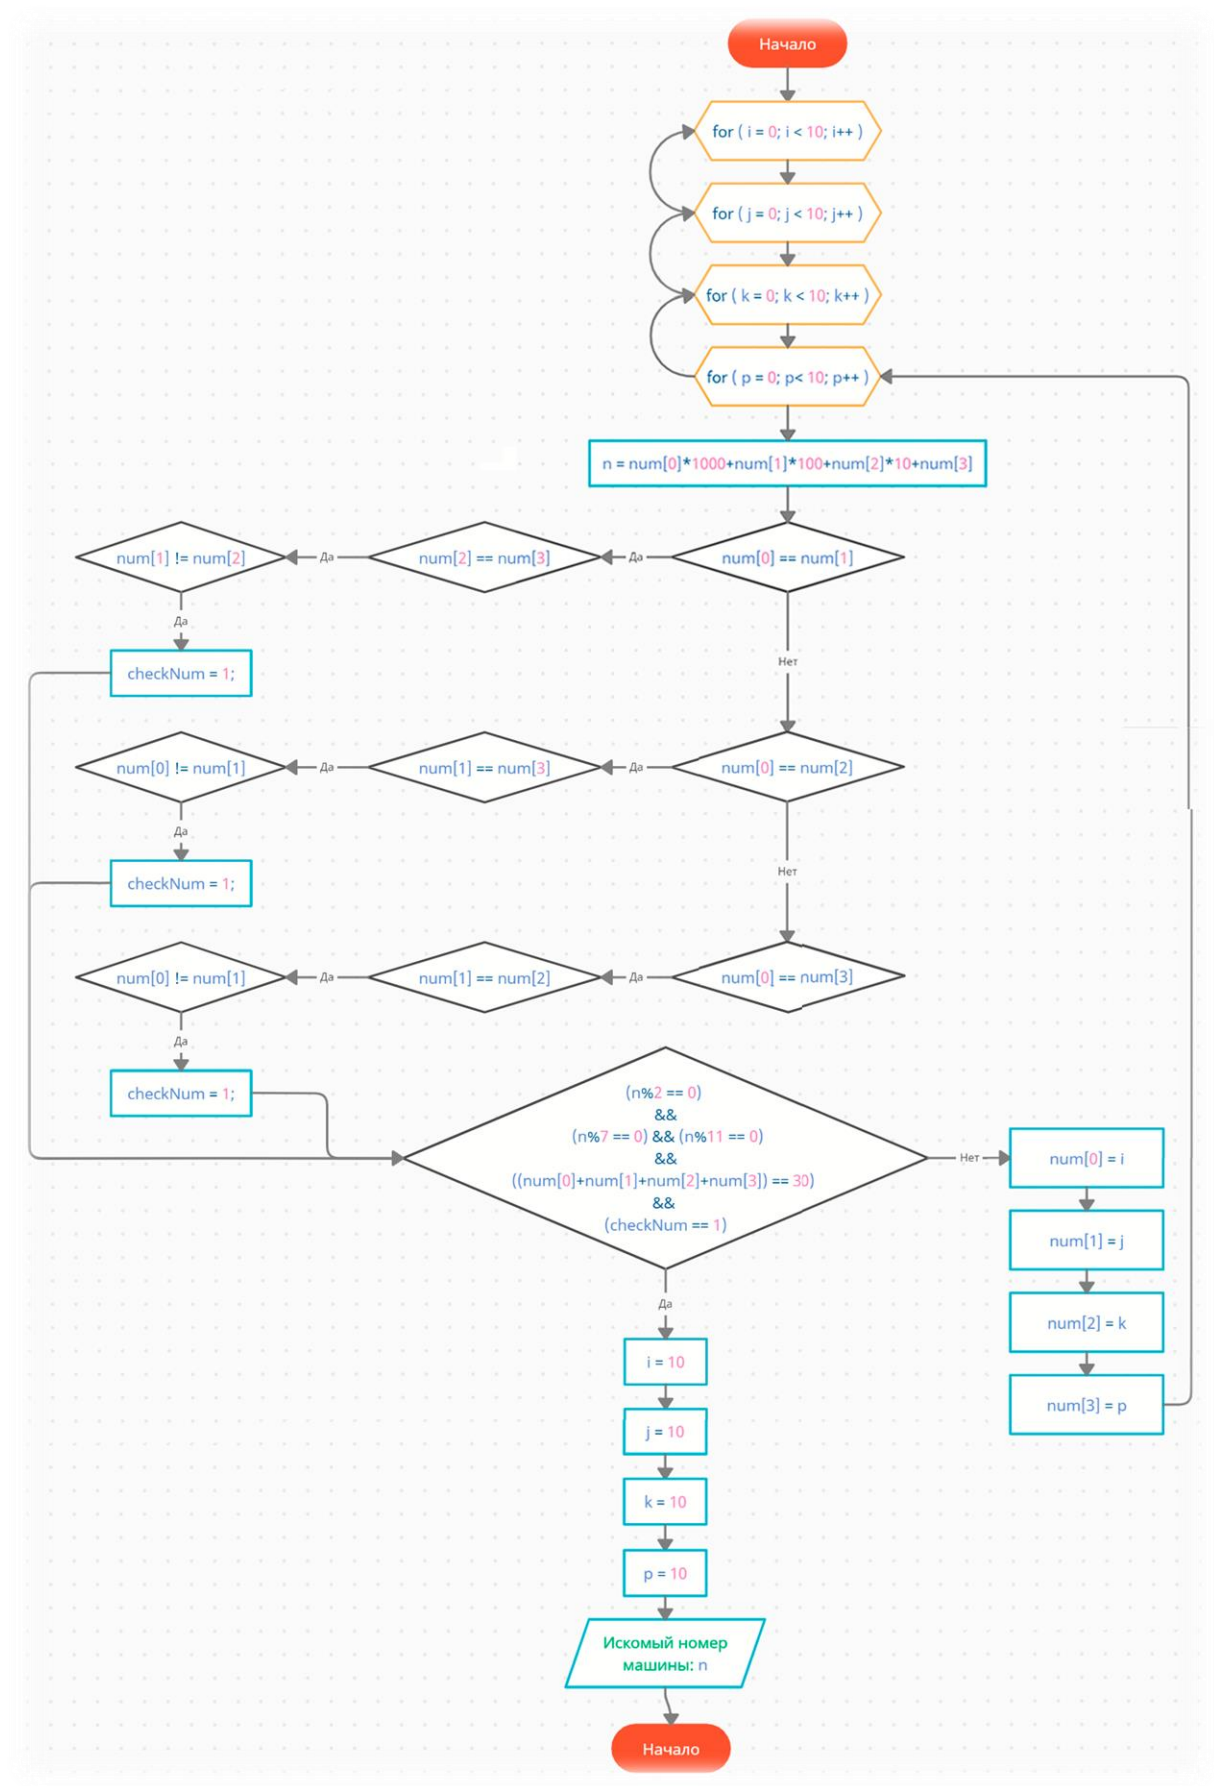 Начало
for ( i = 0; i < 10; i++ )
for ( j = 0; j < 10; j++ )
for ( k = 0; k < 10; k++ )
for ( p = 0; p< 10; p++ )
n = num[0]*1000+num[1]*100+num[2]*10+num[3]
num[1] != num[2]
Да
num[2] == num[3]
Да
num[0] == num[1]
Да
Нет
checkNum = 1;
num[0] != num[1]
Да
num[1] == num[3]
Да
num[0] == num[2]
Да
Нет
checkNum = 1;
num[0] != num[1]
Да
num[1] == num[2]
Да
num[0] == num[3]
Да
checkNum = 1;
(n%2 == 0)
&&
(n%7 == 0) && (n%11 == 0)
&&
((num[0]+num[1]+num[2]+num[3]) == 30)
&&
(checkNum == 1)
Нет
num[0] = i
num[1] = j
num[2] = k
num[3] = p
Да
i = 10
j = 10
k = 10
p = 10
Искомый номер
машины: n
Начало